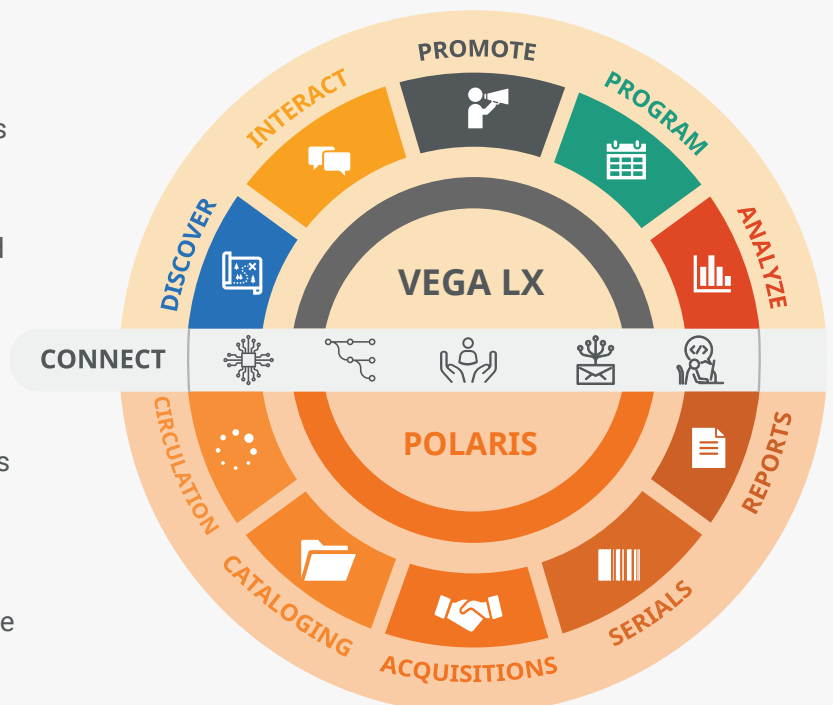 PROMOTE
INTERACT
PROGRAM
DISCOVER
ANALYZE
VEGA LX
CONNECT
POLARIS
CIRCULATION
REPORTS
CATALOGING
SERIALS
ACQUISITIONS